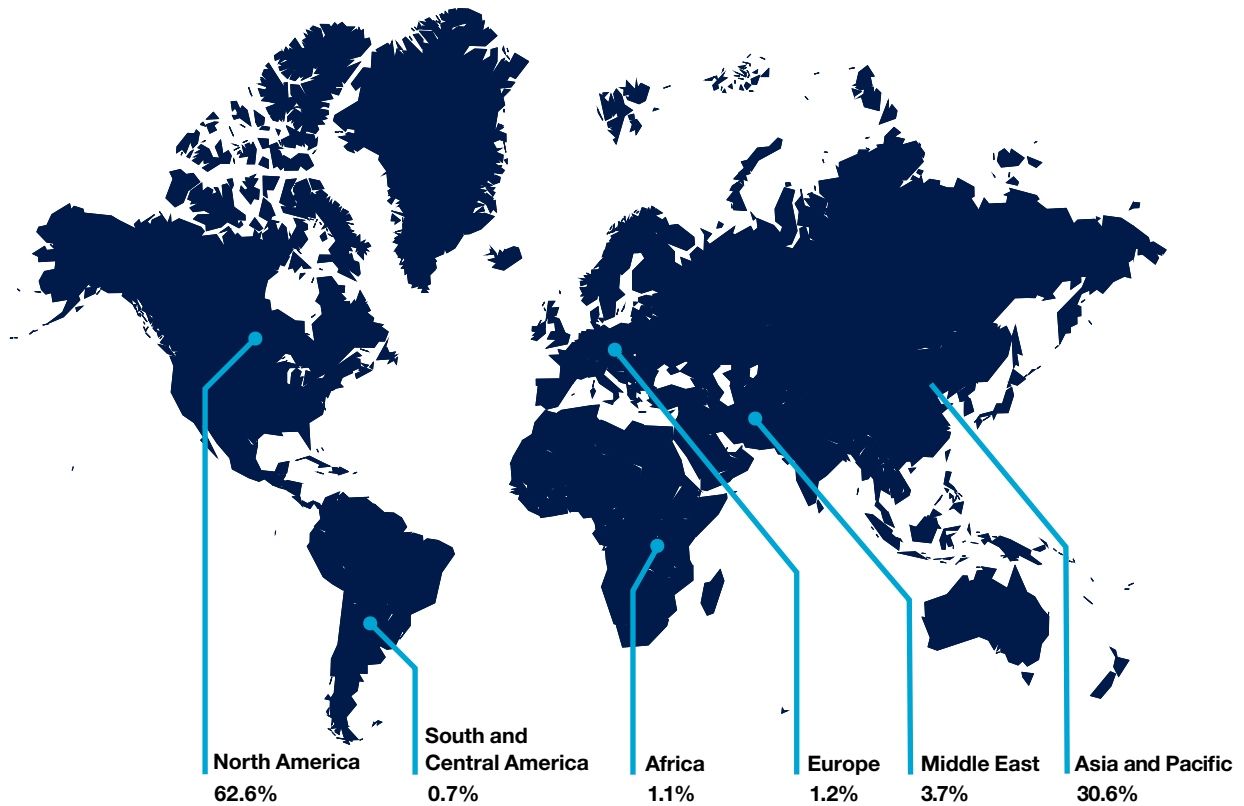 North America
62.6%
South and
Central America
0.7%
Africa
1.1%
Europe
1.2%
Middle East
3.7%
Asia and Pacific
30.6%